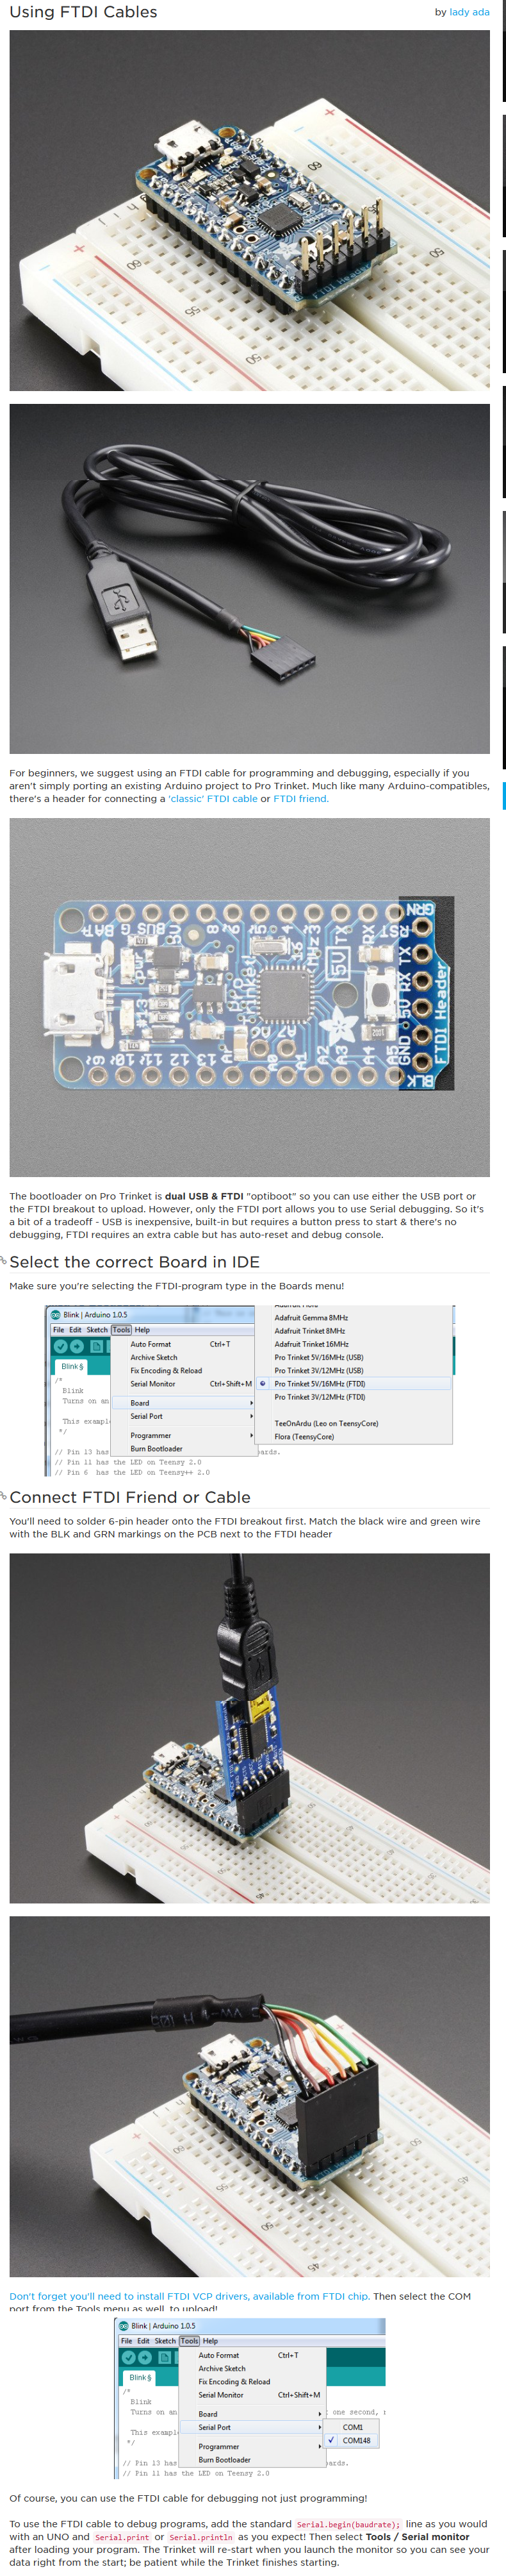 Using FTDI Cables
by lady ada
60
60
55
50
50
FTDI Header
For beginners, we suggest using an FTDI cable for programming and debugging, especially if you
aren't simply porting an existing Arduino project to Pro Trinket. Much like many Arduino-compatibles,
there's a header for connecting a 'classic' FTDI cable or FTDI friend.
BAT+ G BUS
8 6 5 4 3 TX RX RST
GRN
TX
RX
5V
GND
BLK
FTDI Header
5V
16
MHz
#13
9 10 11 12 13 A0 A1 A2 A3 A4 A5
The bootloader on Pro Trinket is dual USB & FTDI "optiboot" so you can use either the USB port or
the FTDI breakout to upload. However, only the FTDI port allows you to use Serial debugging. So it's
a bit of a tradeoff - USB is inexpensive, built-in but requires a button press to start & there's no
debugging, FTDI requires an extra cable but has auto-reset and debug console.
Select the correct Board in IDE
Make sure you're selecting the FTDI-program type in the Boards menu!
Blink | Arduino 1.0.5
File Edit Sketch Tools Help
Blink §
/*
Blink
Turns on an
This exampl
*/
// Pin 13 has
oards.
// Pin 11 has the LED on Teensy 2.0
// Pin 6 has the LED on Teensy++ 2.0
Auto Format Ctrl+T
Archive Sketch
Fix Encoding & Reload
Serial Monitor Ctrl+Shift+M
Board
Serial Port
Programmer
Burn Bootloader
Adafruit Flora
Adafruit Gemma 8MHz
Adafruit Trinket 8MHz
Adafruit Trinket 16MHz
Pro Trinket 5V/16MHz (USB)
Pro Trinket 3V/12MHz (USB)
Pro Trinket 5V/16MHz (FTDI)
Pro Trinket 3V/12MHz (FTDI)
TeeOnArdu (Leo on TeensyCore)
Flora (TeensyCore)
Connect FTDI Friend or Cable
You'll need to solder 6-pin header onto the FTDI breakout first. Match the black wire and green wire
with the BLK and GRN markings on the PCB next to the FTDI header
Don't forget you'll need to install FTDI VCP drivers, available from FTDI chip. Then select the COM
port from the Tools menu as well, to upload!
Blink | Arduino 1.0.5
File Edit Sketch Tools Help
Blink §
/*
Blink
Turns on an
one second,
This exampl
*/
// Pin 13 has
oards.
// Pin 11 has the LED on Teensy 2.0
Auto Format Ctrl+T
Archive Sketch
Fix Encoding & Reload
Serial Monitor Ctrl+Shift+M
Board
Serial Port
Programmer
Burn Bootloader
COM1
COM148
Of course, you can use the FTDI cable for debugging not just programming!
To use the FTDI cable to debug programs, add the standard Serial.begin(baudrate); line as you would
with an UNO and Serial.print or Serial.println as you expect! Then select Tools / Serial monitor
after loading your program. The Trinket will re-start when you launch the monitor so you can see your
data right from the start; be patient while the Trinket finishes starting.